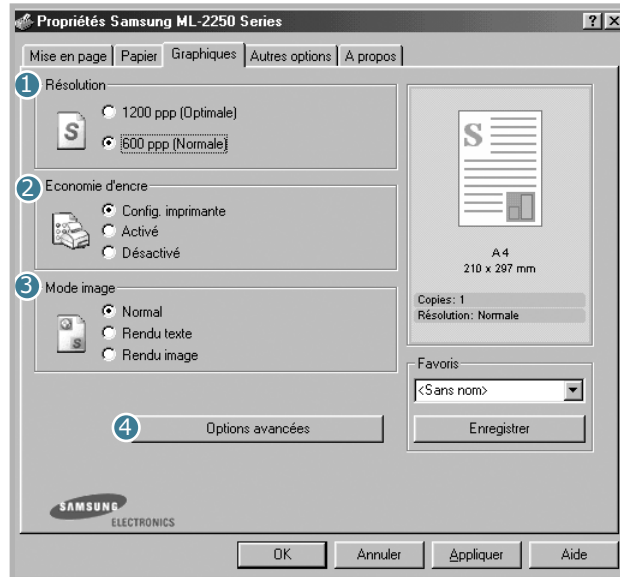 Propriétés Samsung ML-2250 Series
Mise en page
Papier
Graphiques
Autres options
A propos
1
Résolution
S
1200 ppp (Optimale)
600 ppp (Normale)
2
Economie d'encre
Config. imprimante
Activé
Désactivé
3
Mode image
S
Normal
Rendu texte
Rendu image
4
Options avancées
S
A4
210 x 297 mm
Copies: 1
Résolution: Normale
Favoris
<Sans nom>
Enregistrer
SAMSUNG
ELECTRONICS
OK
Annuler
Appliquer
Aide